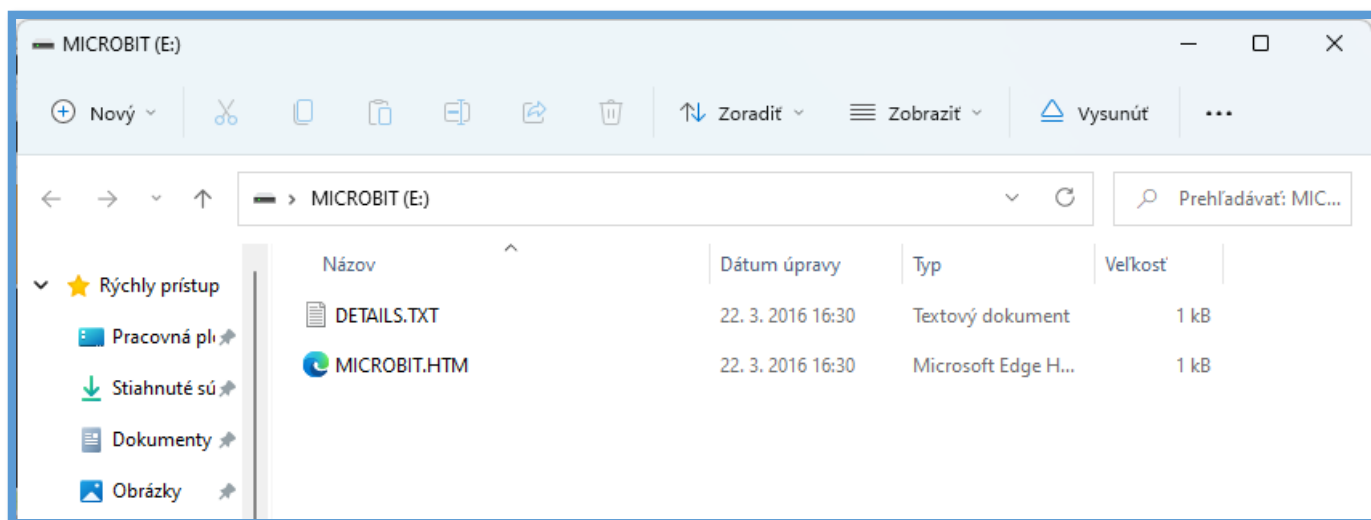 MICROBIT (E:)
Nový
Zoradiť
Zobraziť
Vysunúť
MICROBIT (E:)
Prehľadávať: MIC...
Názov
Dátum úpravy
Typ
Veľkosť
Rýchly prístup
DETAILS.TXT
22. 3. 2016 16:30
Textový dokument
1 kB
Pracovná plo
MICROBIT.HTM
22. 3. 2016 16:30
Microsoft Edge H...
1 kB
Stiahnuté sú
Dokumenty
Obrázky